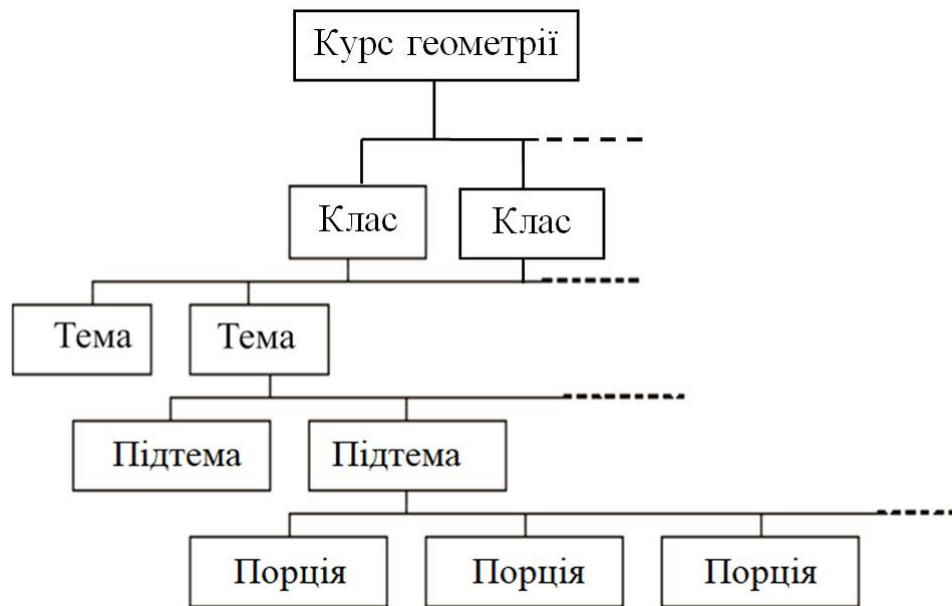 Курс геометрії
Клас Клас
Тема Тема
Підтема Підтема
Порція Порція Порція